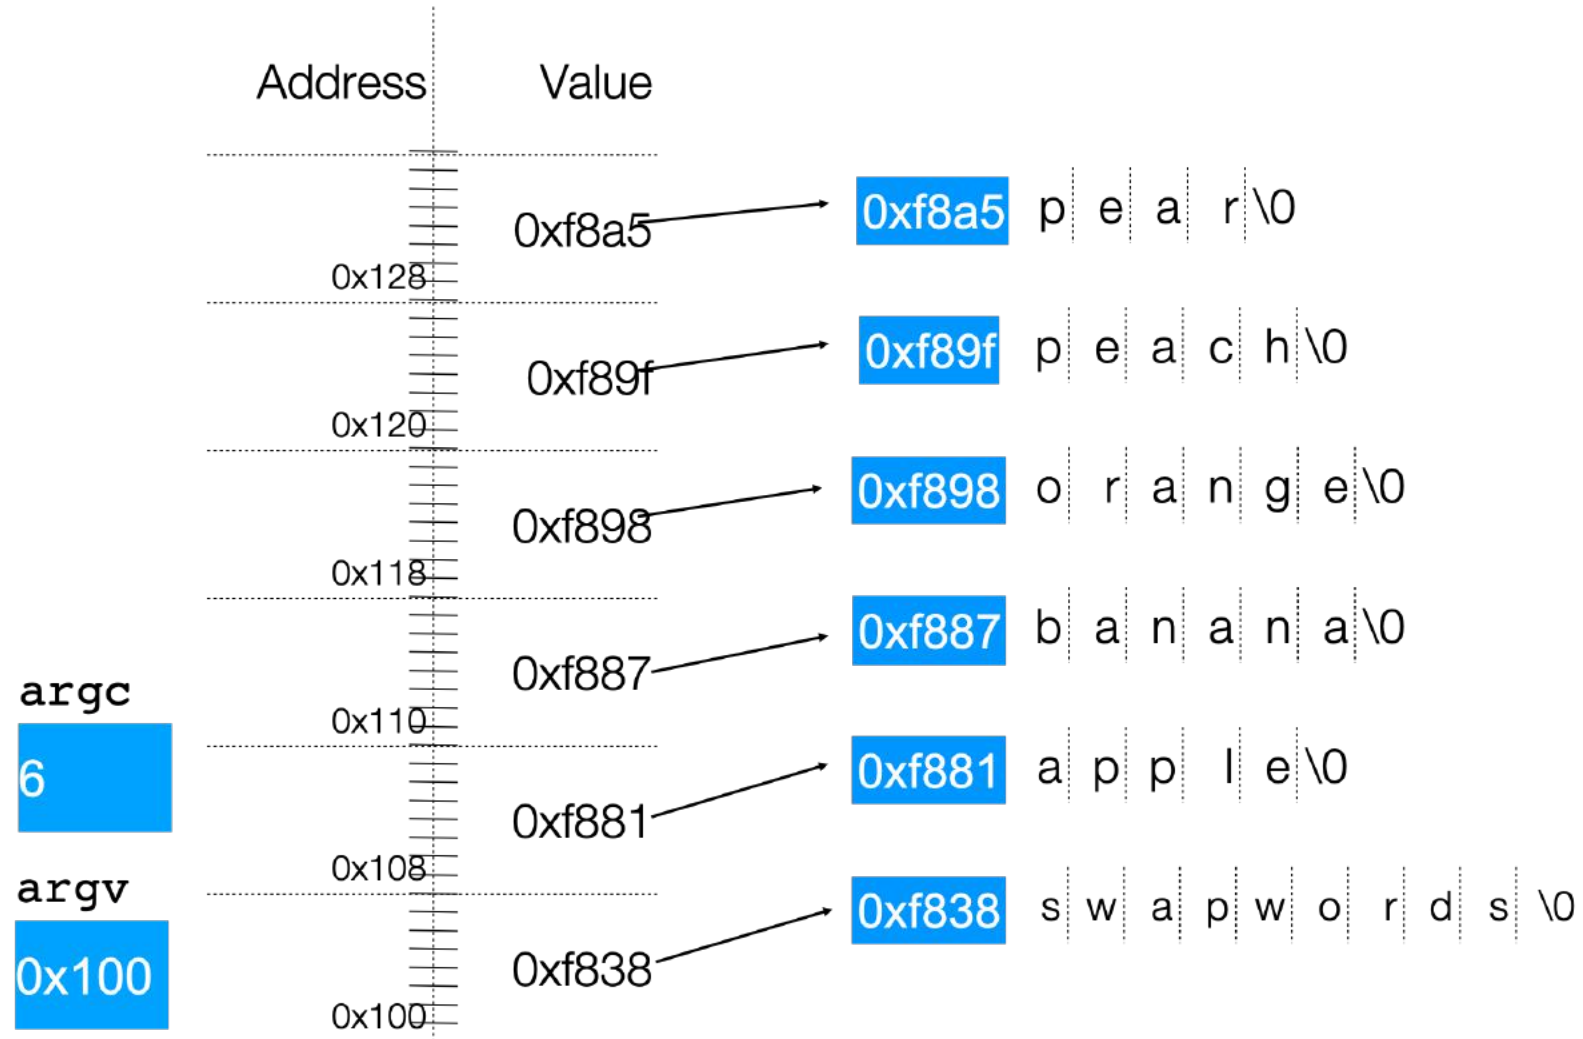 Address Value
0xf8a5 0xf8a5 p e a r \0
0x128
0xf89f 0xf89f p e a c h \0
0x120
0xf898 0xf898 o r a n g e \0
0x118
0xf887 0xf887 b a n a n a \0
argc
0x110
6
0xf881 0xf881 a p p l e \0
0x108
argv
0xf838 0xf838 s w a p w o r d s \0
0x100
0x100